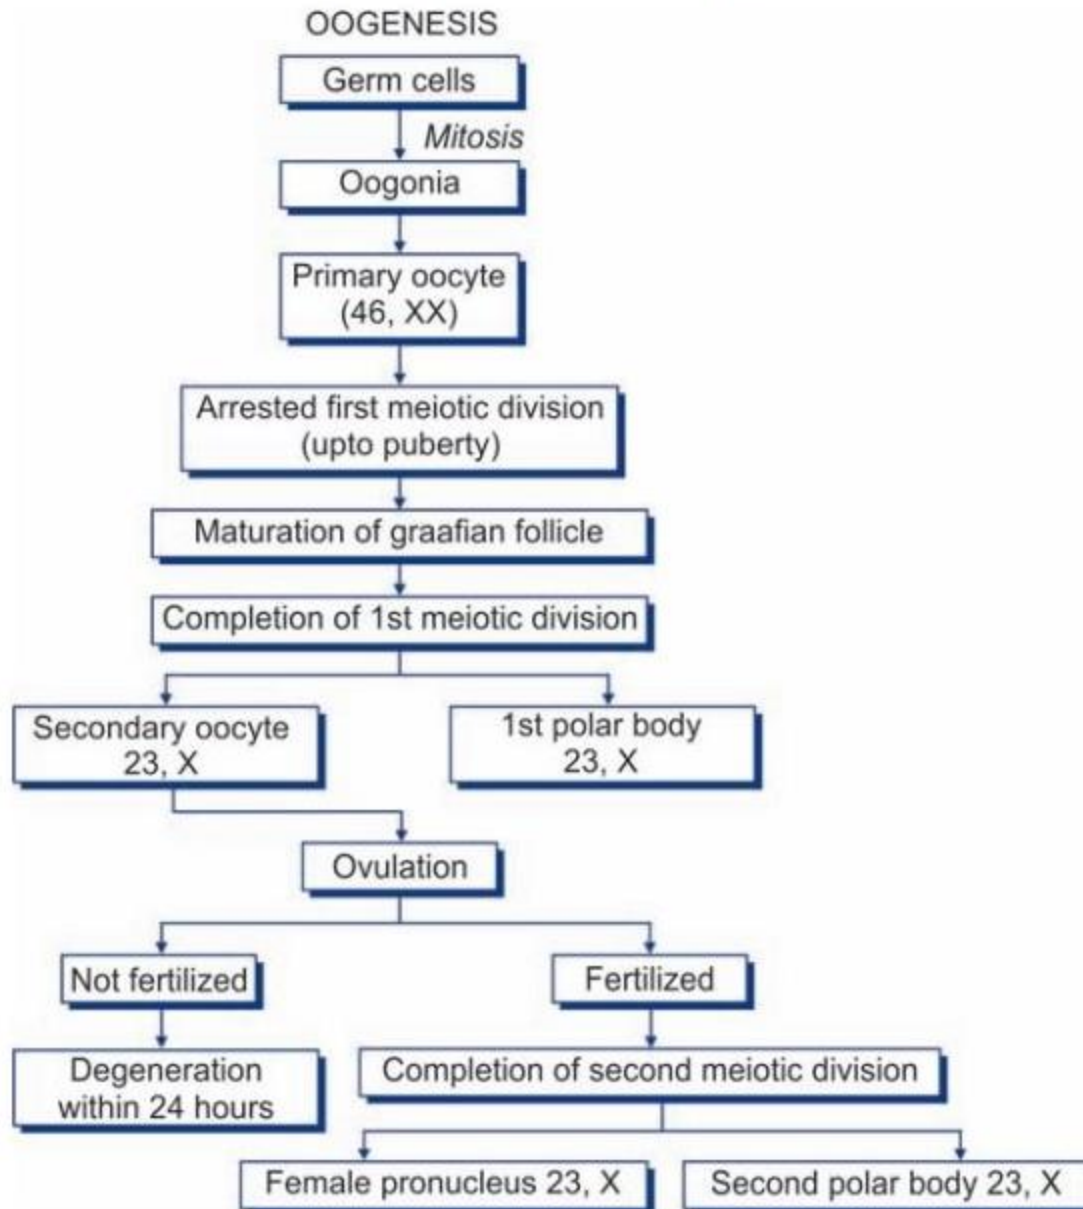 OOGENESIS
Germ cells
Mitosis
Oogonia
Primary oocyte
(46, XX)
Arrested first meiotic division
(upto puberty)
Maturation of graafian follicle
Completion of 1st meiotic division
Secondary oocyte
23, X
1st polar body
23, X
Ovulation
Not fertilized
Fertilized
Degeneration
within 24 hours
Completion of second meiotic division
Female pronucleus 23, X
Second polar body 23, X